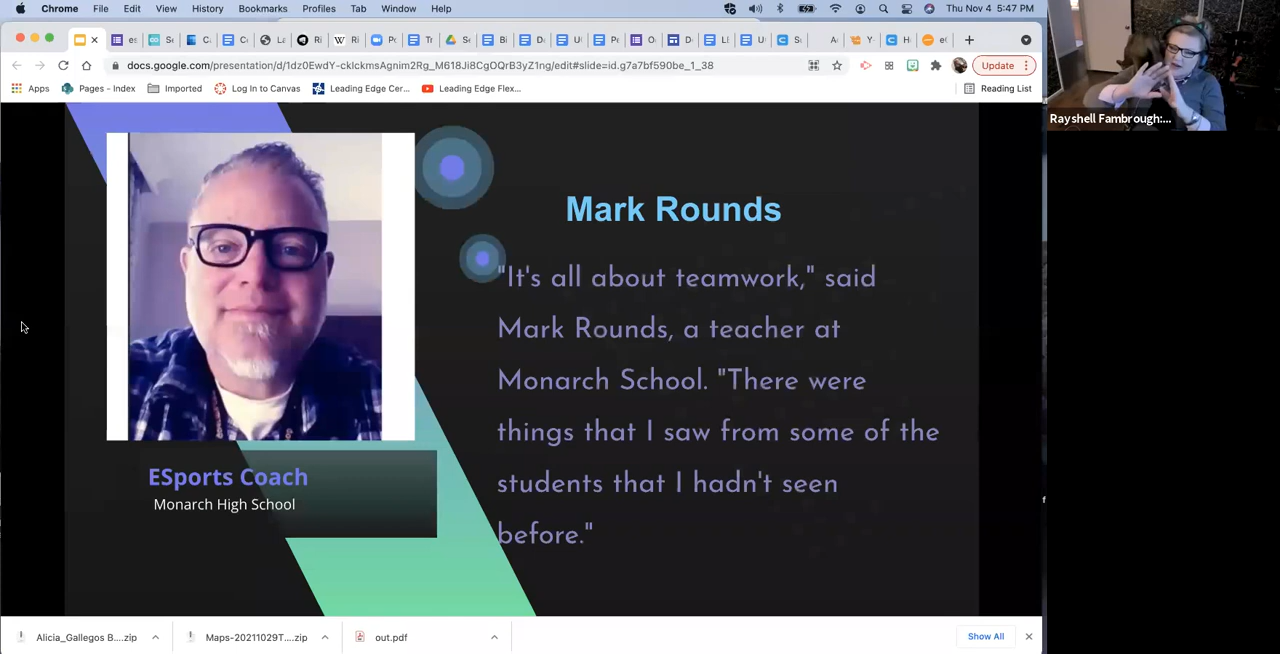 Chrome File Edit View History Bookmarks Profiles Tab Window Help Thu Nov 4 5:47 PM
docs.google.com/presentation/d/1dz0EwdY-cklckmsAgnim2Rg_M618Ji8CgOQrB3yZ1ng/edit#slide=id.g7a7bf590be_1_38 Update
Apps Pages - Index Imported Log In to Canvas Leading Edge Cer... Leading Edge Flex... Reading List
Rayshell Fambrough:...
Mark Rounds
"It's all about teamwork," said
Mark Rounds, a teacher at
Monarch School. "There were
things that I saw from some of the
students that I hadn't seen
before."
ESports Coach
Monarch High School
Alicia_Gallegos B....zip Maps-20211029T....zip out.pdf Show All